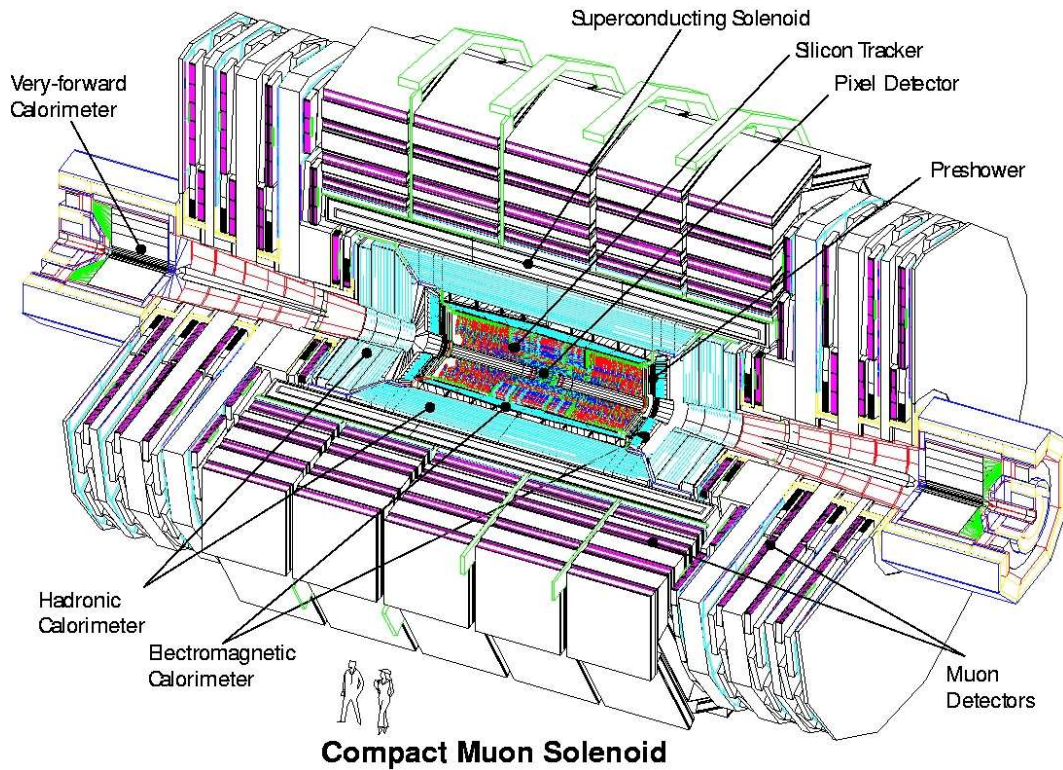 Superconducting Solenoid
Silicon Tracker
Pixel Detector
Very-forward
Calorimeter
Preshower
Hadronic
Calorimeter
Electromagnetic
Calorimeter
Muon
Detectors
Compact Muon Solenoid